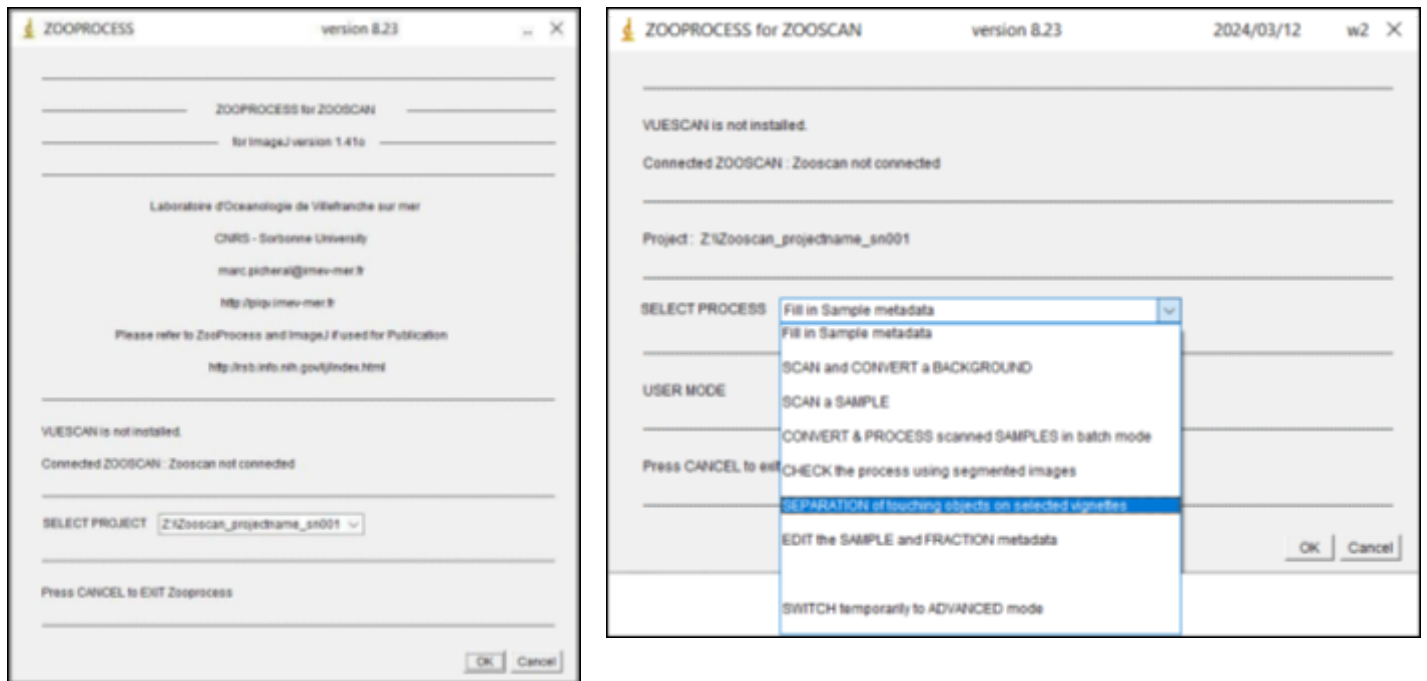 ZOOPROCESS version 8.23
ZOOPROCESS for ZOOSCAN
for ImageJ version 1.41o
Laboratoire d'Oceanologie de Villefranche sur mer
CNRS - Sorbonne University
marc.picheral@imev-mer.fr
http://piqv.imev-mer.fr
Please refer to ZooProcess and ImageJ if used for Publication
http://rsb.info.nih.gov/ij/index.html
VUESCAN is not installed.
Connected ZOOSCAN : Zooscan not connected
SELECT PROJECT Z:\Zooscan_projectname_sn001
Press CANCEL to EXIT Zooprocess
OK Cancel
ZOOPROCESS for ZOOSCAN version 8.23 2024/03/12 w2
VUESCAN is not installed.
Connected ZOOSCAN : Zooscan not connected
Project : Z:\Zooscan_projectname_sn001
SELECT PROCESS Fill in Sample metadata
Fill in Sample metadata
SCAN and CONVERT a BACKGROUND
USER MODE
SCAN a SAMPLE
CONVERT & PROCESS scanned SAMPLES in batch mode
Press CANCEL to exit
CHECK the process using segmented images
SEPARATION of touching objects on selected vignettes
EDIT the SAMPLE and FRACTION metadata
OK Cancel
SWITCH temporarily to ADVANCED mode